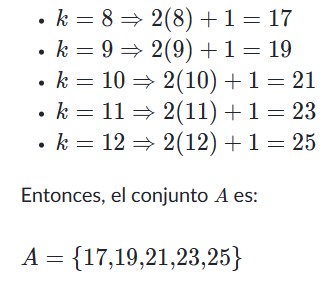 • k = 8 ⇒ 2(8) + 1 = 17
• k = 9 ⇒ 2(9) + 1 = 19
• k = 10 ⇒ 2(10) + 1 = 21
• k = 11 ⇒ 2(11) + 1 = 23
• k = 12 ⇒ 2(12) + 1 = 25
Entonces, el conjunto A es:
A = {17,19,21,23,25}